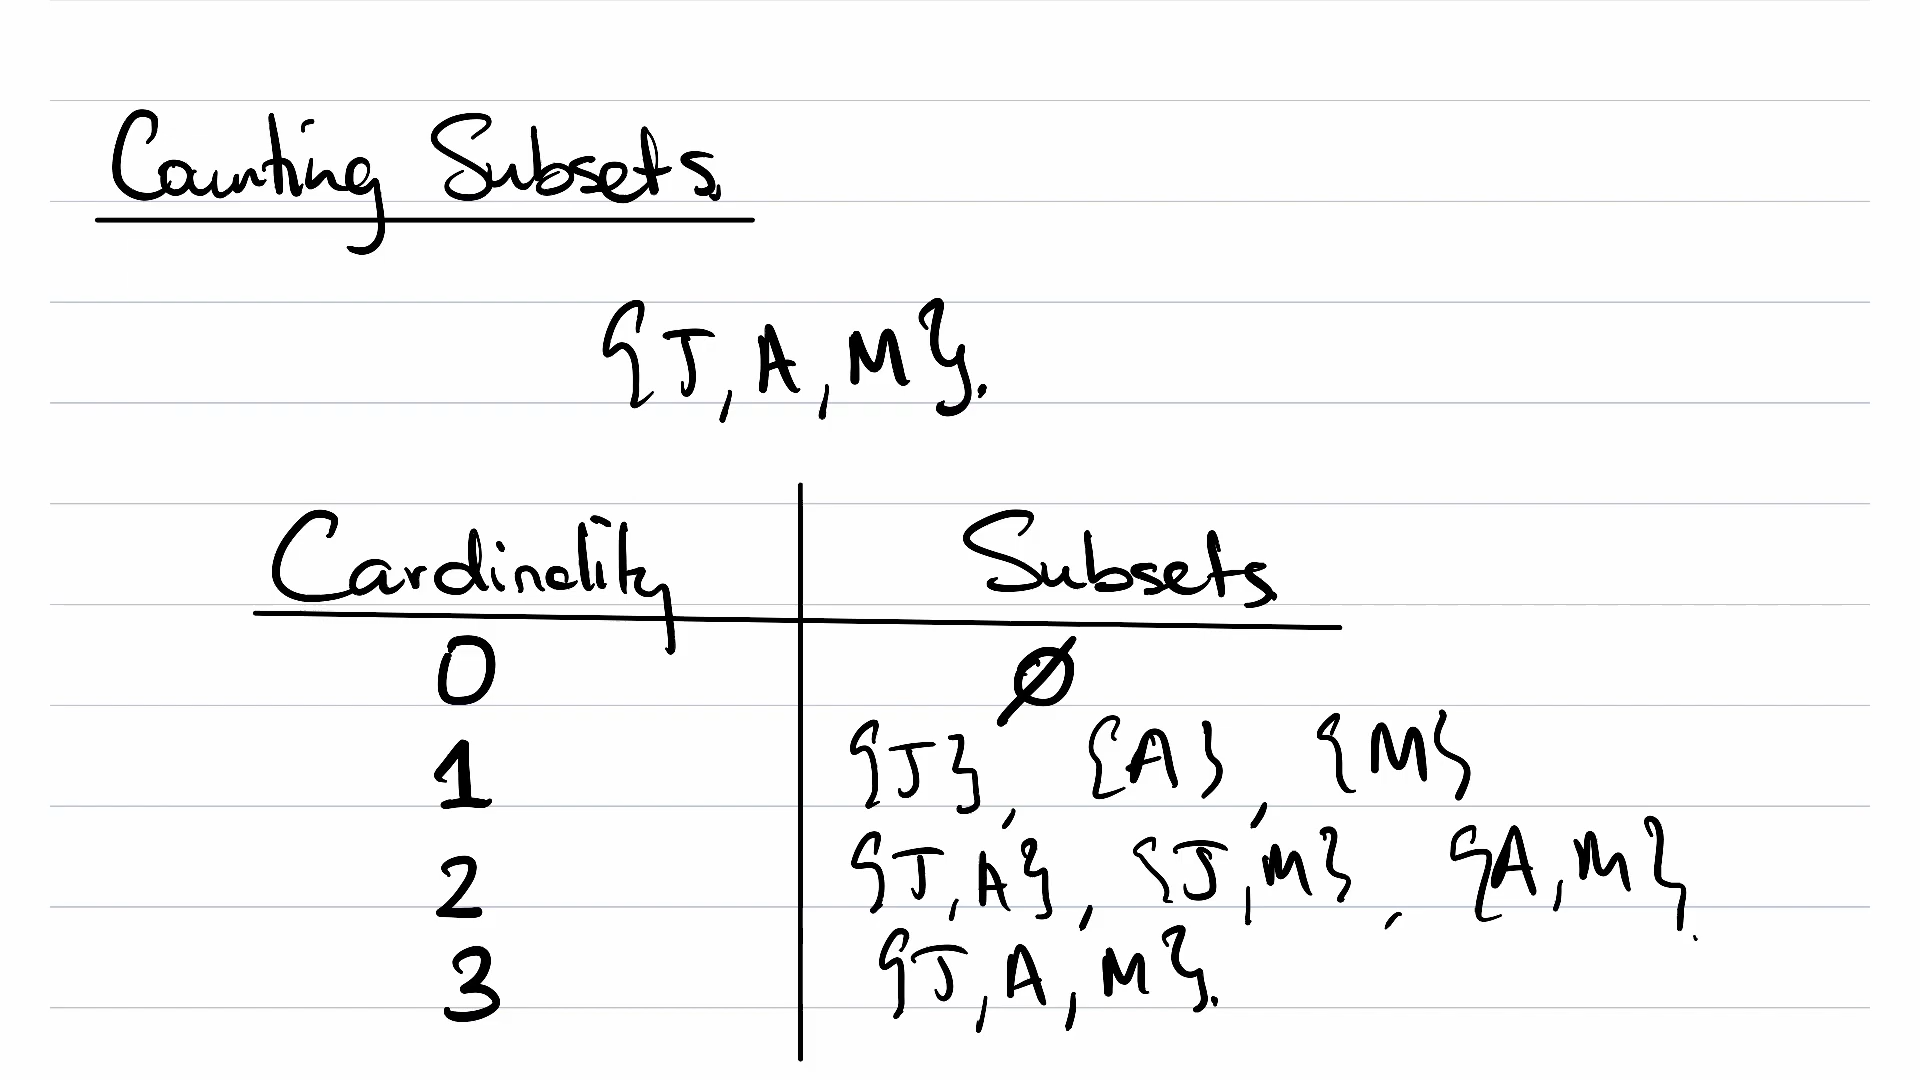 Counting Subsets.
{J, A, M}.
Cardinality Subsets
0 ∅
1 {J}, {A}, {M}
2 {J, A}, {J, M}, {A, M}.
3 {J, A, M}.